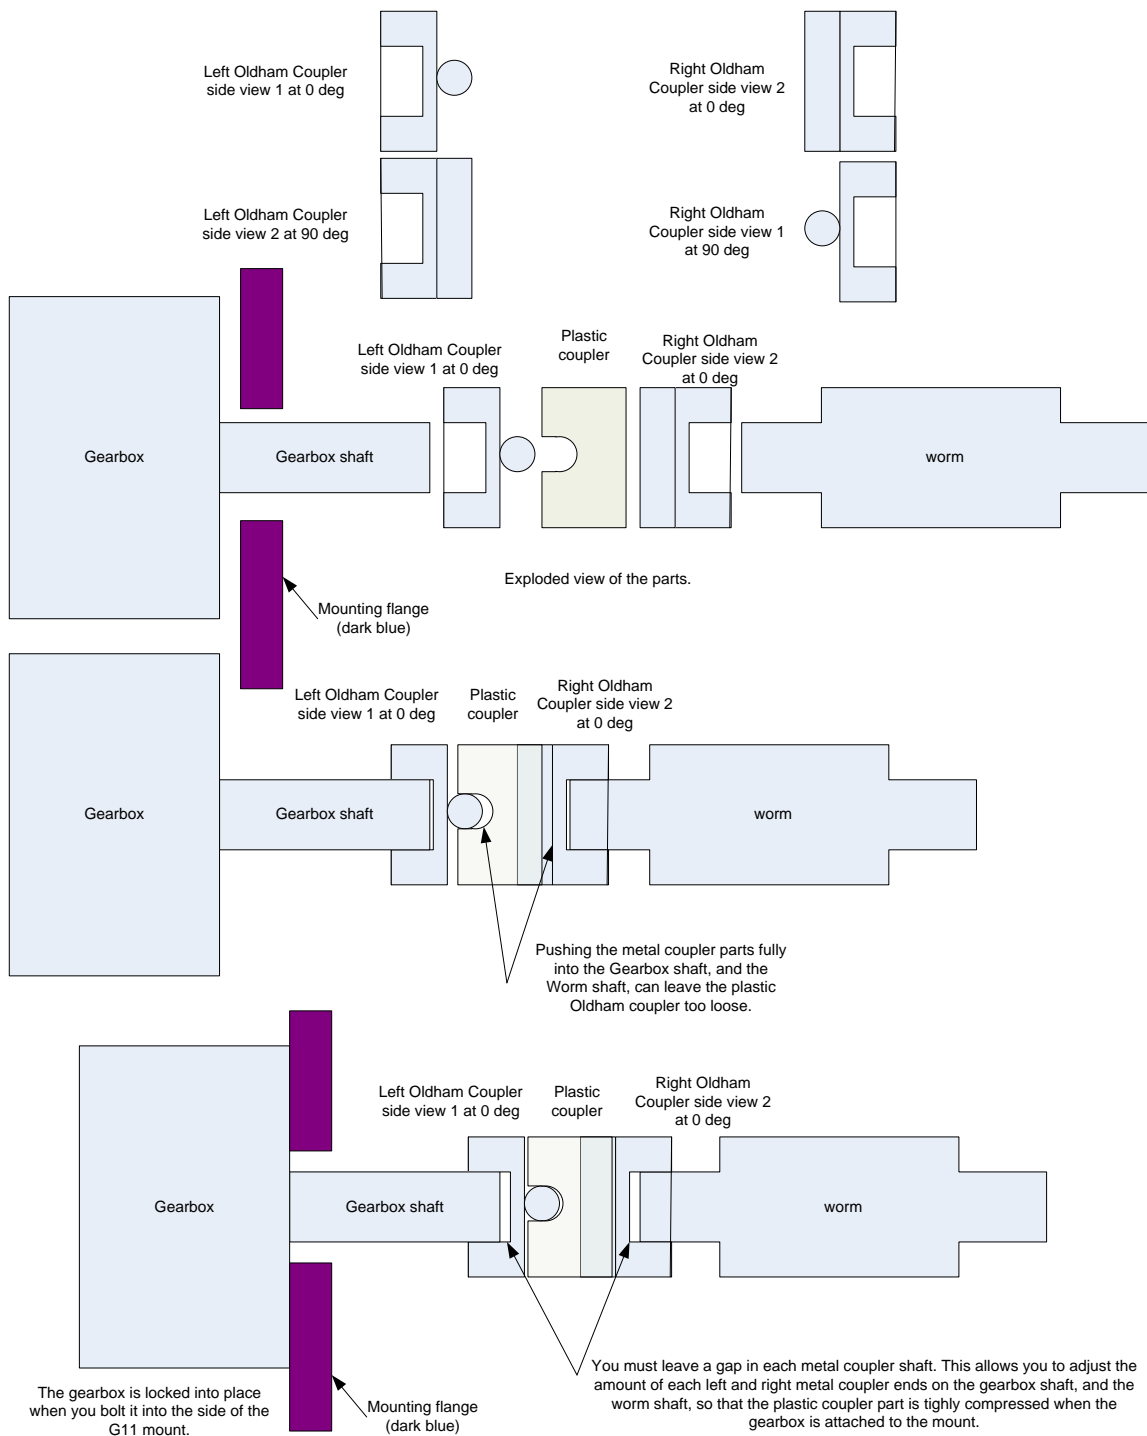 Left Oldham Coupler
side view 1 at 0 deg
Right Oldham
Coupler side view 2
at 0 deg
Left Oldham Coupler
side view 2 at 90 deg
Right Oldham
Coupler side view 1
at 90 deg
Left Oldham Coupler
side view 1 at 0 deg
Plastic
coupler
Right Oldham
Coupler side view 2
at 0 deg
Gearbox
Gearbox shaft
worm
Exploded view of the parts.
Mounting flange
(dark blue)
Left Oldham Coupler
side view 1 at 0 deg
Plastic
coupler
Right Oldham
Coupler side view 2
at 0 deg
Gearbox
Gearbox shaft
worm
Pushing the metal coupler parts fully
into the Gearbox shaft, and the
Worm shaft, can leave the plastic
Oldham coupler too loose.
Left Oldham Coupler
side view 1 at 0 deg
Plastic
coupler
Right Oldham
Coupler side view 2
at 0 deg
Gearbox
Gearbox shaft
worm
The gearbox is locked into place
when you bolt it into the side of the
G11 mount.
Mounting flange
(dark blue)
You must leave a gap in each metal coupler shaft. This allows you to adjust the
amount of each left and right metal coupler ends on the gearbox shaft, and the
worm shaft, so that the plastic coupler part is tighly compressed when the
gearbox is attached to the mount.